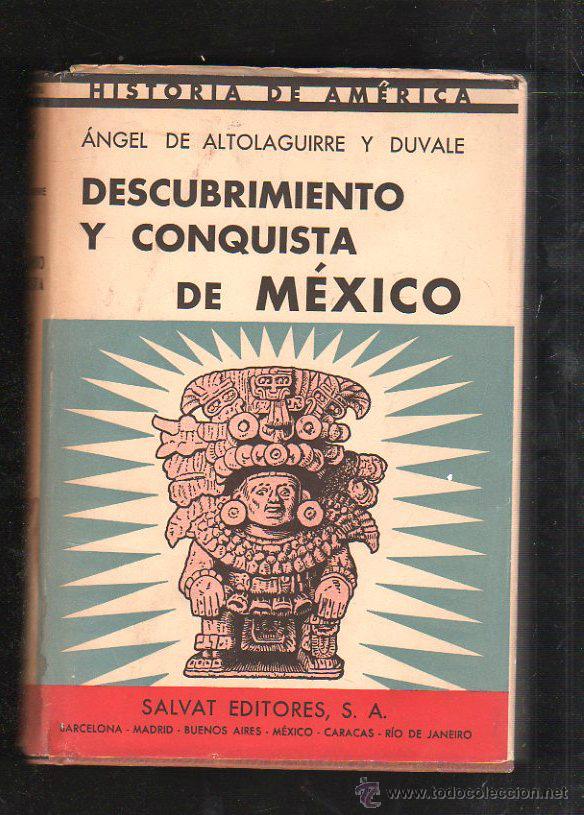 HISTORIA DE AMÉRICA
ÁNGEL DE ALTOLAGUIRRE Y DUVALE
DESCUBRIMIENTO
Y CONQUISTA
DE MÉXICO
SALVAT EDITORES, S. A.
BARCELONA - MADRID - BUENOS AIRES - MÉXICO - CARACAS - RÍO DE JANEIRO
todocoleccion
www.todocoleccion.net